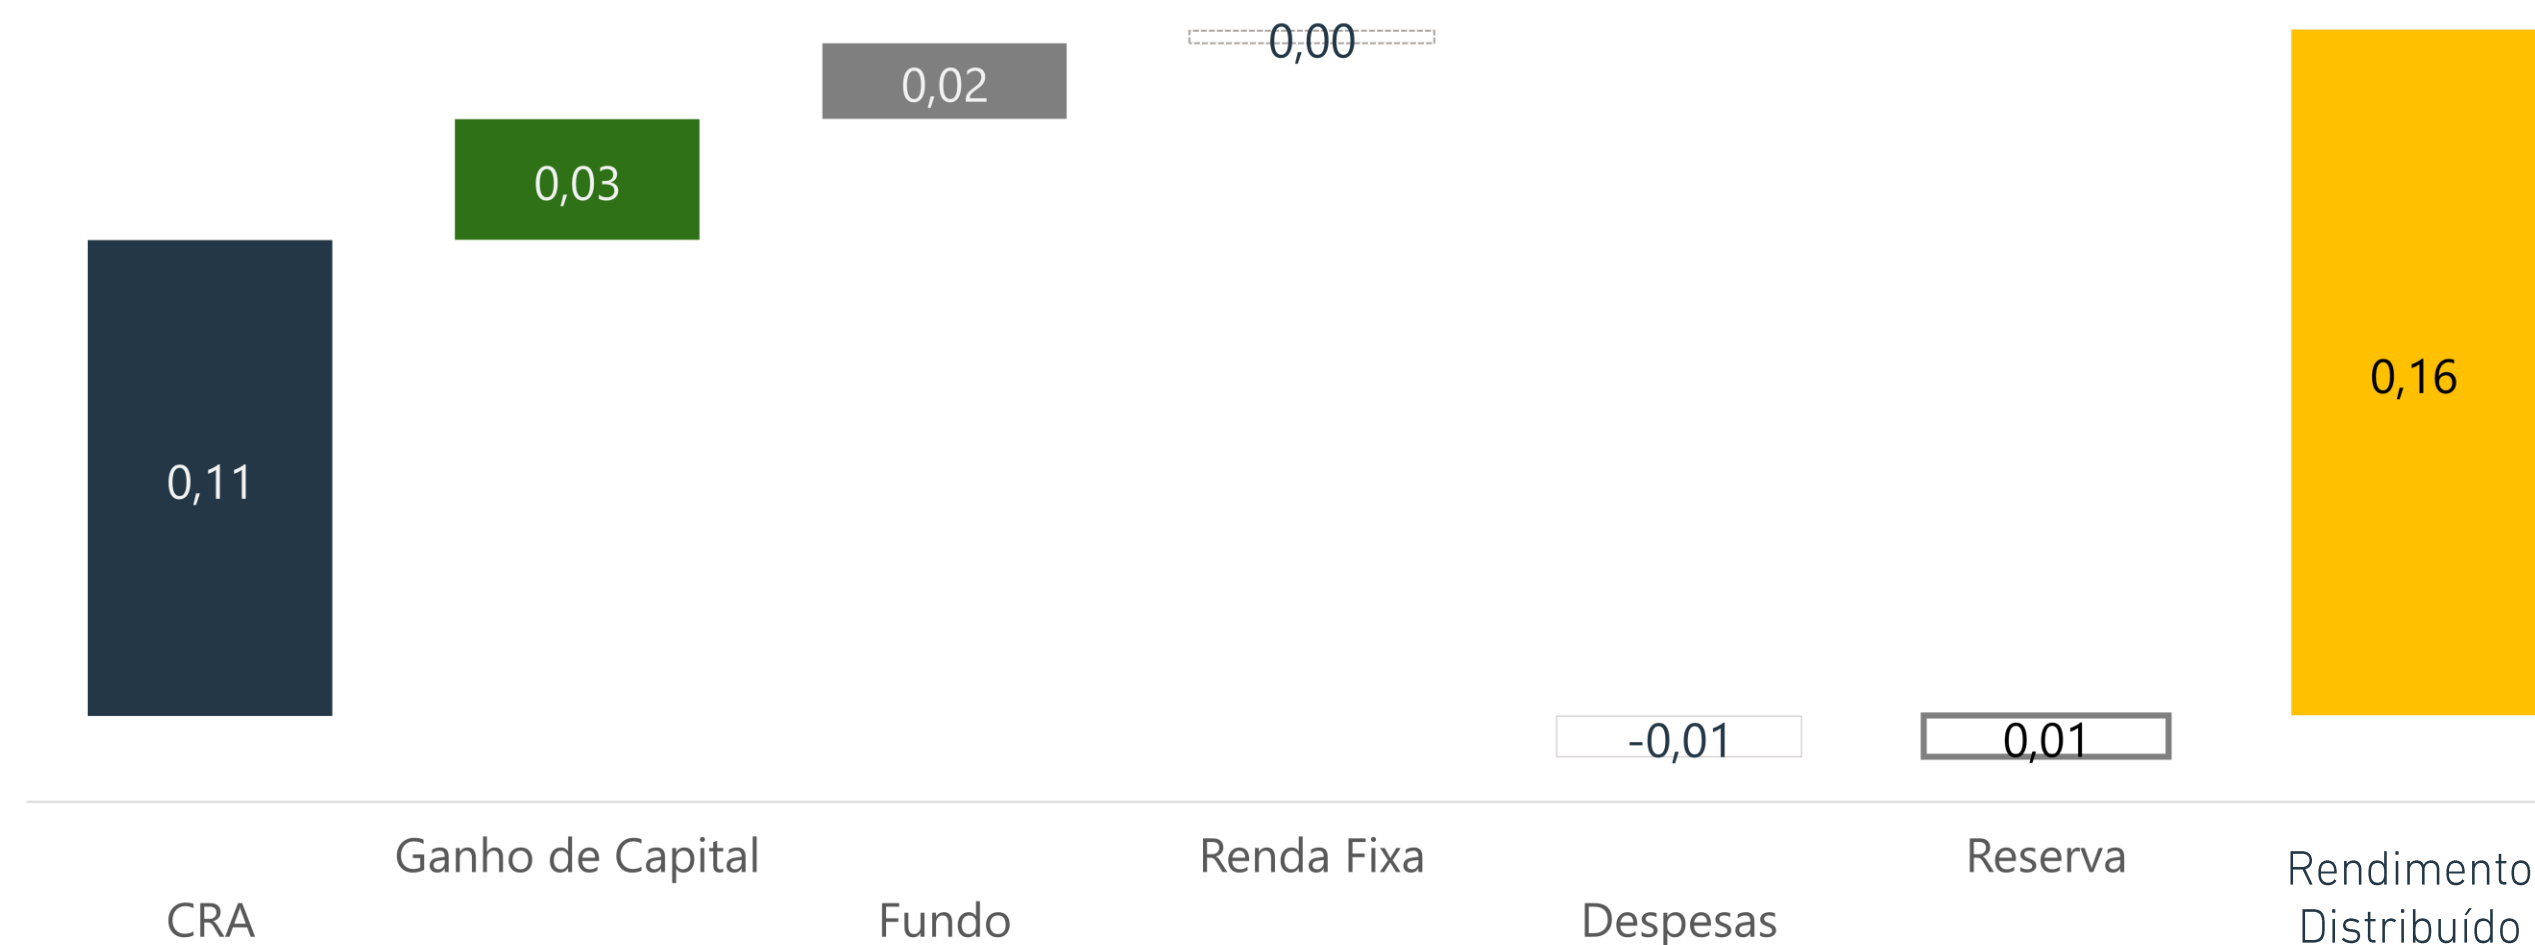 0,00
0,02
0,03
0,16
0,11
-0,01
0,01
Ganho de Capital
Renda Fixa
Reserva
Rendimento
Distribuído
CRA
Fundo
Despesas